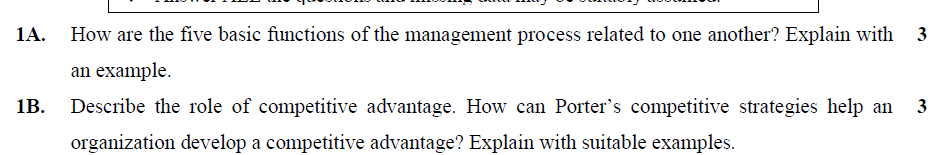 1A. How are the five basic functions of the management process related to one another? Explain with 3
an example.
1B. Describe the role of competitive advantage. How can Porter's competitive strategies help an 3
organization develop a competitive advantage? Explain with suitable examples.